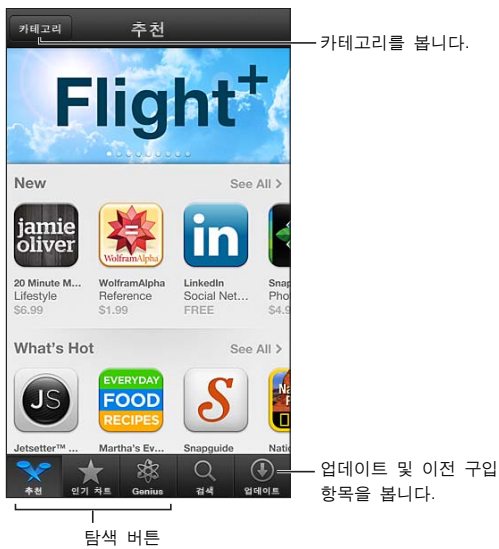 카테고리 추천
카테고리를 봅니다.
Flight+
New See All >
jamie
oliver
WolframAlpha
in
20 Minute M... WolframAlpha LinkedIn Snap
Lifestyle Reference Social Net... Pho
$6.99 $1.99 FREE $4.9
What's Hot See All >
JS
EVERYDAY
FOOD
RECIPES
S
Jetsetter™ ... Martha's Ev... Snapguide Natio
추천 인기 차트 Genius 검색 업데이트
업데이트 및 이전 구입
항목을 봅니다.
탐색 버튼